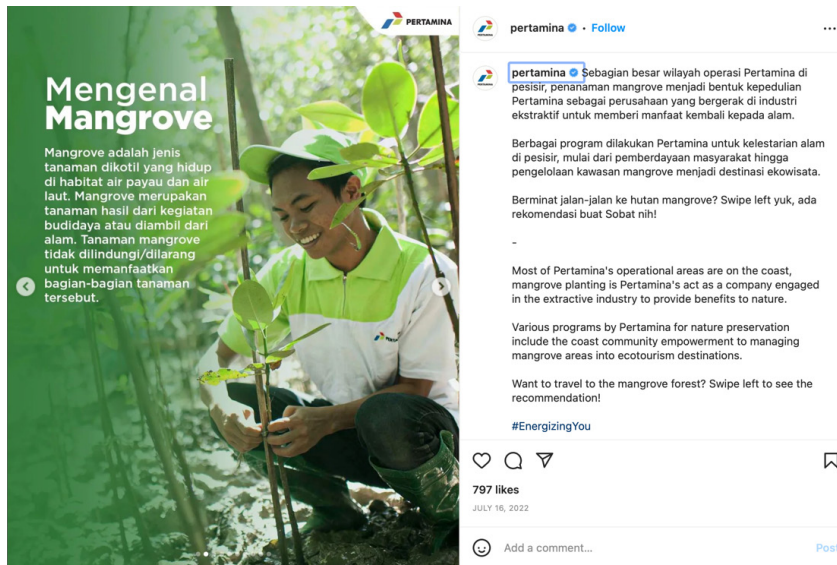 PERTAMINA
Mengenal
Mangrove
Mangrove adalah jenis
tanaman dikotil yang hidup
di habitat air payau dan air
laut. Mangrove merupakan
tanaman hasil dari kegiatan
budidaya atau diambil dari
alam. Tanaman mangrove
tidak dilindungi/dilarang
untuk memanfaatkan
bagian-bagian tanaman
tersebut.
pertamina • Follow
pertamina Sebagian besar wilayah operasi Pertamina di
pesisir, penanaman mangrove menjadi bentuk kepedulian
Pertamina sebagai perusahaan yang bergerak di industri
ekstraktif untuk memberi manfaat kembali kepada alam.
Berbagai program dilakukan Pertamina untuk kelestarian alam
di pesisir, mulai dari pemberdayaan masyarakat hingga
pengelolaan kawasan mangrove menjadi destinasi ekowisata.
Berminat jalan-jalan ke hutan mangrove? Swipe left yuk, ada
rekomendasi buat Sobat nih!
-
Most of Pertamina's operational areas are on the coast,
mangrove planting is Pertamina's act as a company engaged
in the extractive industry to provide benefits to nature.
Various programs by Pertamina for nature preservation
include the coast community empowerment to managing
mangrove areas into ecotourism destinations.
Want to travel to the mangrove forest? Swipe left to see the
recommendation!
#EnergizingYou
797 likes
JULY 16, 2022
Add a comment...
Post